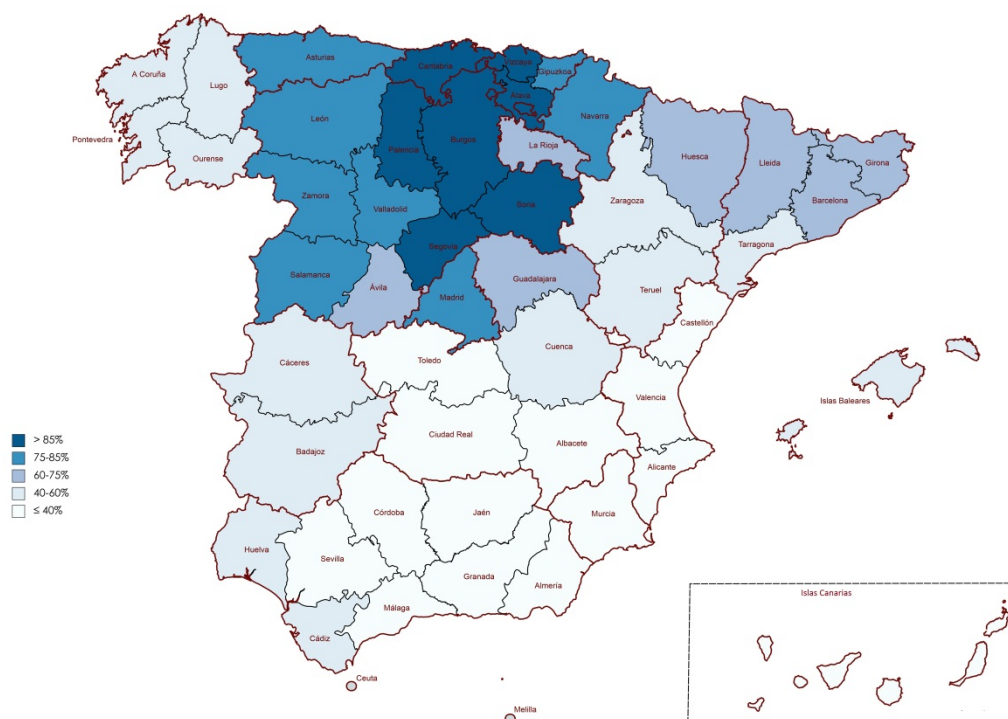 Asturias
Cantabria
Vizcaya
Gipuzkoa
A Coruña
Lugo
Álava
León
Navarra
Pontevedra
Burgos
La Rioja
Palencia
Ourense
Huesca
Lleida
Girona
Zamora
Valladolid
Soria
Zaragoza
Barcelona
Segovia
Tarragona
Salamanca
Ávila
Madrid
Guadalajara
Teruel
Castellón
Cuenca
Toledo
Cáceres
Valencia
Islas Baleares
Ciudad Real
Albacete
Badajoz
Alicante
Córdoba
Jaén
Murcia
Huelva
Sevilla
Granada
Almería
Málaga
Cádiz
Ceuta
Melilla
> 85%
75-85%
60-75%
40-60%
≤ 40%
Islas Canarias